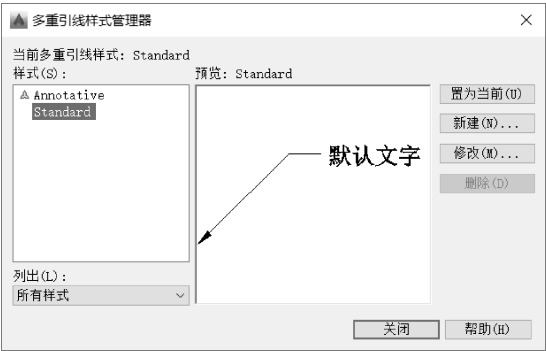 多重引线样式管理器
当前多重引线样式: Standard
样式(S):
预览: Standard
Annotative
Standard
默认文字
置为当前(U)
新建(N)...
修改(M)...
删除(D)
列出(L):
所有样式
关闭
帮助(H)